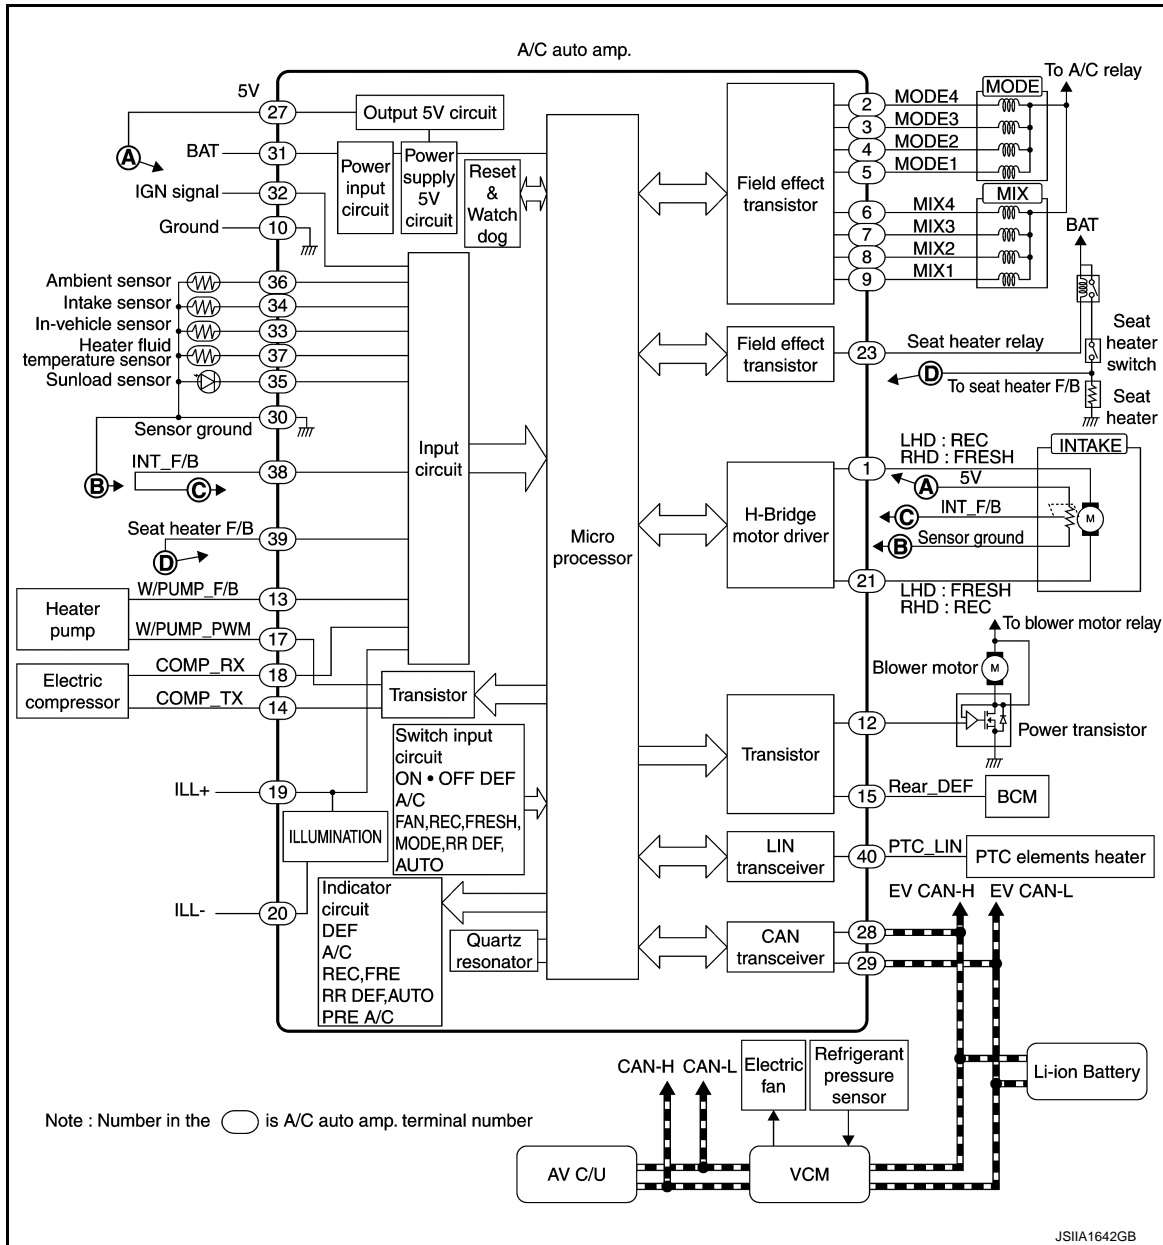 A/C auto amp.
5V
27
Output 5V circuit
A
BAT
31
Power
input
circuit
Power
supply
5V
circuit
Reset
&
Watch
dog
IGN signal
32
Ground
10
Ambient sensor
36
Intake sensor
34
In-vehicle sensor
33
Heater fluid
temperature sensor
37
Sunload sensor
35
30
Sensor ground
INT_F/B
38
B
C
Input
circuit
Seat heater F/B
39
D
Heater
pump
W/PUMP_F/B
13
W/PUMP_PWM
17
Electric
compressor
COMP_RX
18
COMP_TX
14
Transistor
Switch input
circuit
ON • OFF DEF
A/C
FAN,REC,FRESH,
MODE,RR DEF,
AUTO
ILL+
19
ILLUMINATION
ILL-
20
Indicator
circuit
DEF
A/C
REC,FRE
RR DEF,AUTO
PRE A/C
Quartz
resonator
Micro
processor
Field effect
transistor
2
MODE4
3
MODE3
4
MODE2
5
MODE1
MODE
To A/C relay
6
MIX4
7
MIX3
8
MIX2
9
MIX1
MIX
BAT
Field effect
transistor
23
Seat heater relay
Seat
heater
switch
D
To seat heater F/B
Seat
heater
H-Bridge
motor driver
1
LHD : REC
RHD : FRESH
INTAKE
A
5V
C
INT_F/B
M
B
Sensor ground
21
LHD : FRESH
RHD : REC
To blower motor relay
Blower motor
M
Transistor
12
Power transistor
15
Rear_DEF
BCM
LIN
transceiver
40
PTC_LIN
PTC elements heater
EV CAN-H
EV CAN-L
CAN
transceiver
28
29
CAN-H
CAN-L
Electric
fan
Refrigerant
pressure
sensor
Li-ion Battery
Note : Number in the
is A/C auto amp. terminal number
AV C/U
VCM
JSIIA1642GB